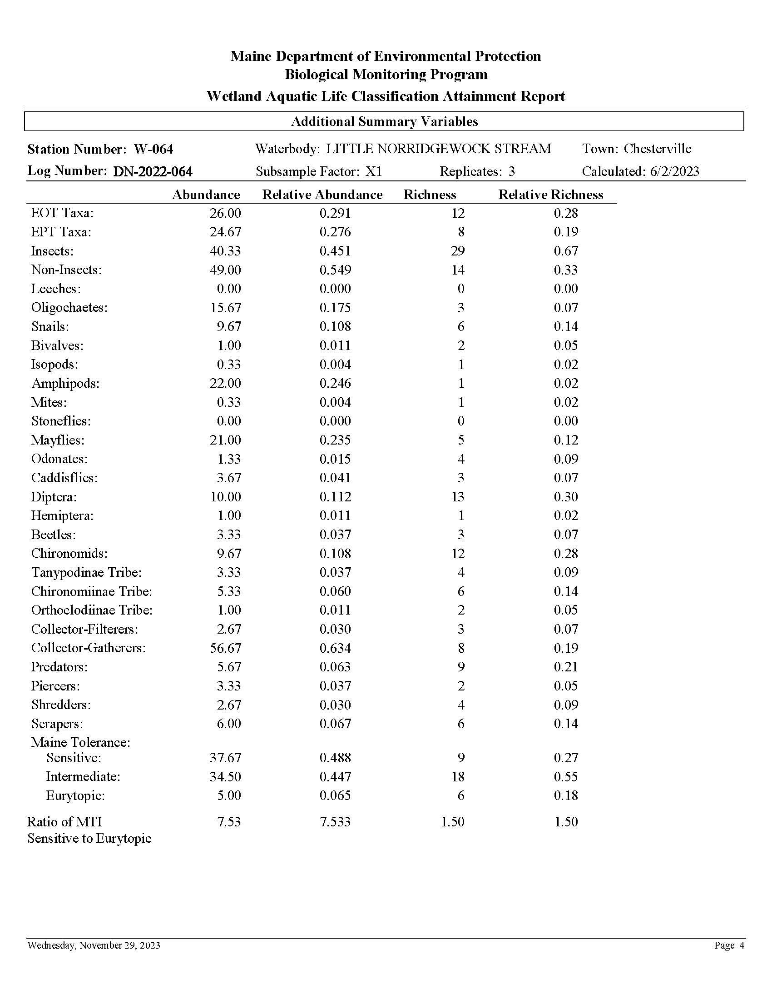 Maine Department of Environmental Protection
Biological Monitoring Program
Wetland Aquatic Life Classification Attainment Report
Additional Summary Variables
Station Number: W-064 Waterbody: LITTLE NORRIDGEWOCK STREAM Town: Chesterville
Log Number: DN-2022-064 Subsample Factor: X1 Replicates: 3 Calculated: 6/2/2023
Abundance Relative Abundance Richness Relative Richness
EOT Taxa: 26.00 0.291 12 0.28
EPT Taxa: 24.67 0.276 8 0.19
Insects: 40.33 0.451 29 0.67
Non-Insects: 49.00 0.549 14 0.33
Leeches: 0.00 0.000 0 0.00
Oligochaetes: 15.67 0.175 3 0.07
Snails: 9.67 0.108 6 0.14
Bivalves: 1.00 0.011 2 0.05
Isopods: 0.33 0.004 1 0.02
Amphipods: 22.00 0.246 1 0.02
Mites: 0.33 0.004 1 0.02
Stoneflies: 0.00 0.000 0 0.00
Mayflies: 21.00 0.235 5 0.12
Odonates: 1.33 0.015 4 0.09
Caddisflies: 3.67 0.041 3 0.07
Diptera: 10.00 0.112 13 0.30
Hemiptera: 1.00 0.011 1 0.02
Beetles: 3.33 0.037 3 0.07
Chironomids: 9.67 0.108 12 0.28
Tanypodinae Tribe: 3.33 0.037 4 0.09
Chironomiinae Tribe: 5.33 0.060 6 0.14
Orthoclodiinae Tribe: 1.00 0.011 2 0.05
Collector-Filterers: 2.67 0.030 3 0.07
Collector-Gatherers: 56.67 0.634 8 0.19
Predators: 5.67 0.063 9 0.21
Piercers: 3.33 0.037 2 0.05
Shredders: 2.67 0.030 4 0.09
Scrapers: 6.00 0.067 6 0.14
Maine Tolerance:
Sensitive: 37.67 0.488 9 0.27
Intermediate: 34.50 0.447 18 0.55
Eurytopic: 5.00 0.065 6 0.18
Ratio of MTI 7.53 7.533 1.50 1.50
Sensitive to Eurytopic
Wednesday, November 29, 2023 Page 4